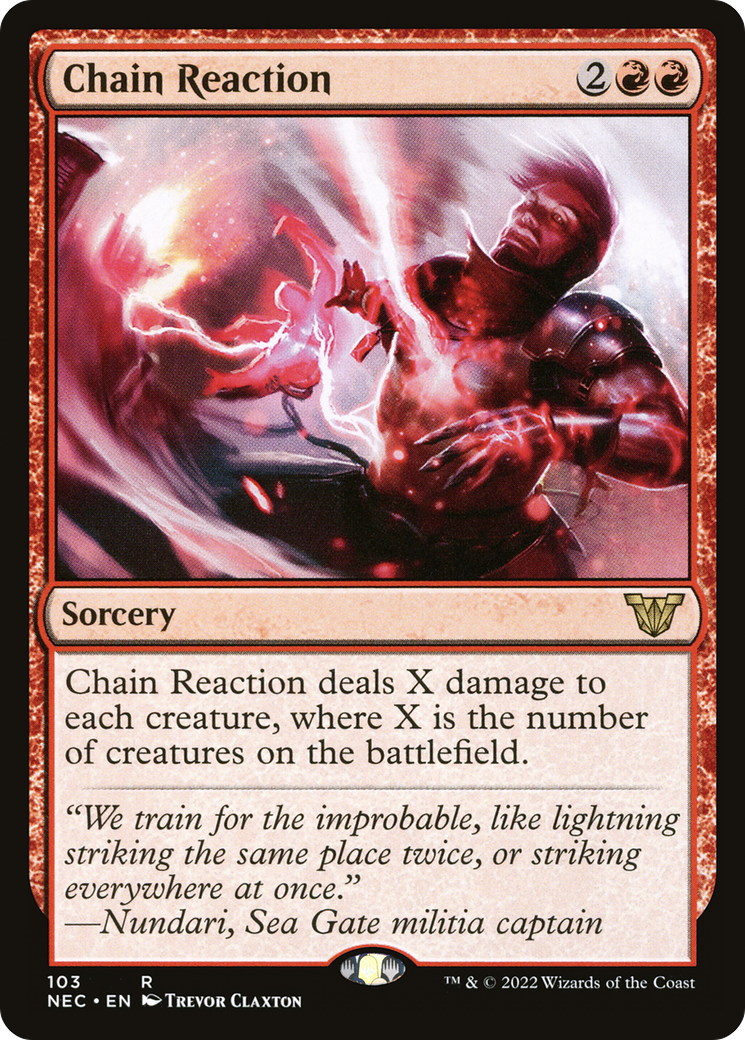 Chain Reaction
2
Sorcery
Chain Reaction deals X damage to
each creature, where X is the number
of creatures on the battlefield.
“We train for the improbable, like lightning
striking the same place twice, or striking
everywhere at once.”
—Nundari, Sea Gate militia captain
103 R
NEC • EN Trevor Claxton
™ & © 2022 Wizards of the Coast